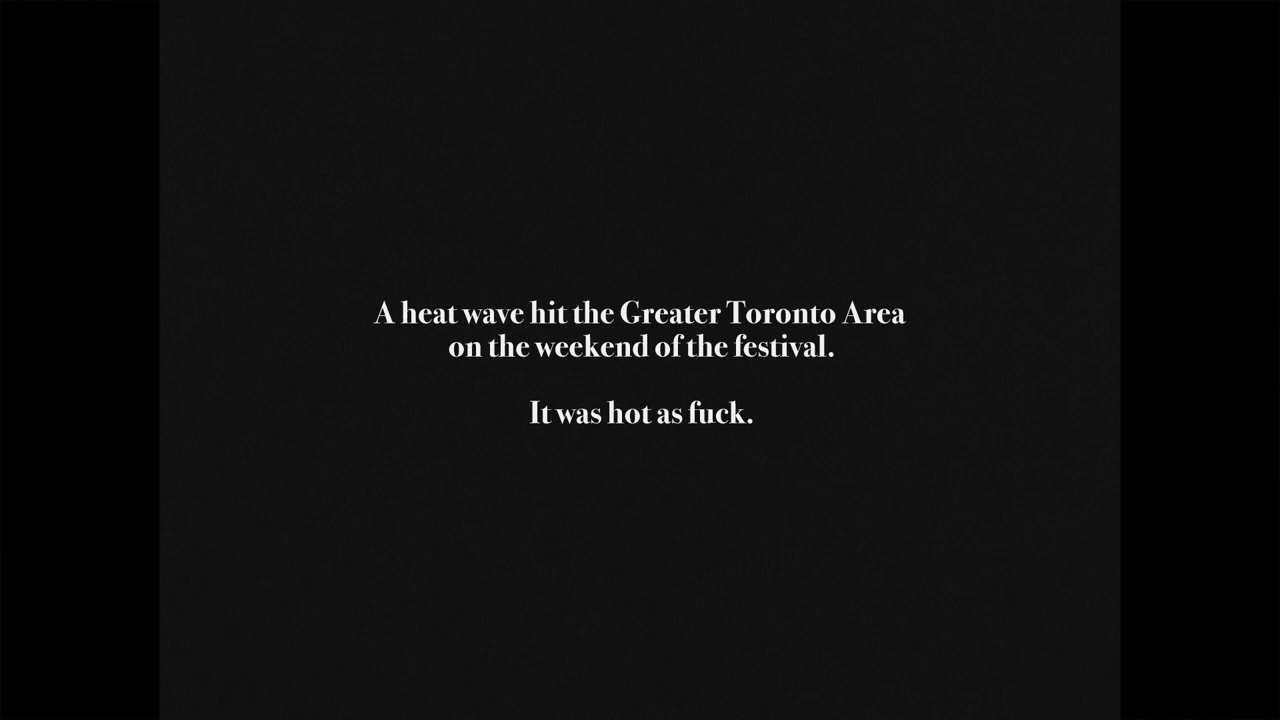 A heat wave hit the Greater Toronto Area
on the weekend of the festival.
It was hot as fuck.